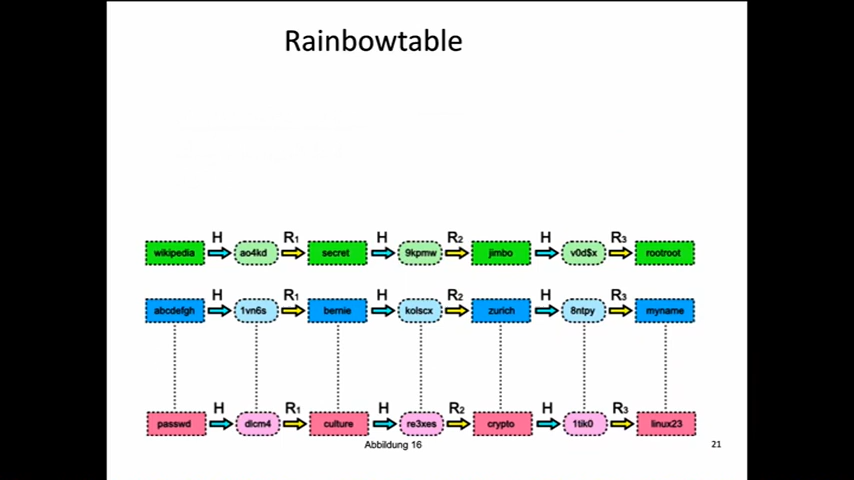 Rainbowtable
H R1 H R2 H R3
wikipedia ao4kd secret 9kpmw jimbo v0d$x rootroot
H R1 H R2 H R3
abcdefgh 1vn6s bernie kolscx zurich 8ntpy myname
H R1 H R2 H R3
passwd dlcm4 culture re3xes crypto 1tik0 linux23
Abbildung 16
21